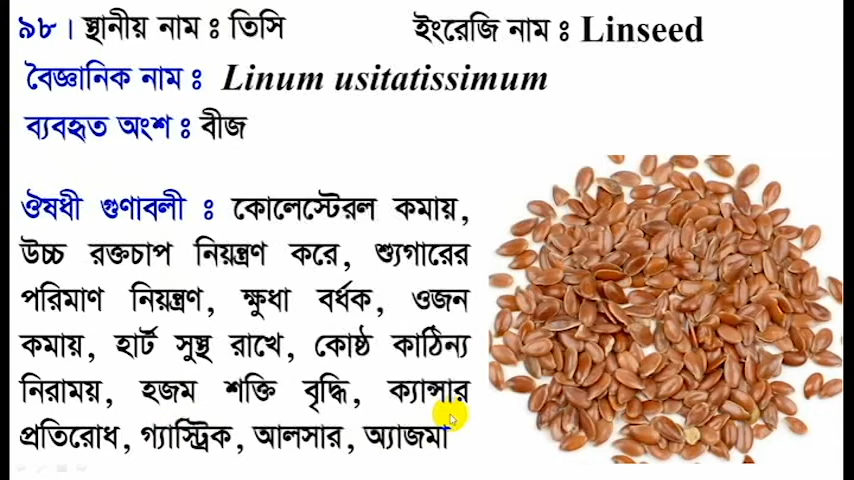 ৯৮। স্থানীয় নাম ঃ তিসি ইংরেজি নাম ঃ Linseed
বৈজ্ঞানিক নাম ঃ Linum usitatissimum
ব্যবহৃত অংশ ঃ বীজ
ঔষধী গুণাবলী ঃ কোলেস্টেরল কমায়,
উচ্চ রক্তচাপ নিয়ন্ত্রণ করে, শ্যুগারের
পরিমাণ নিয়ন্ত্রণ, ক্ষুধা বর্ধক, ওজন
কমায়, হার্ট সুস্থ রাখে, কোষ্ঠ কাঠিন্য
নিরাময়, হজম শক্তি বৃদ্ধি, ক্যান্সার
প্রতিরোধ, গ্যাস্ট্রিক, আলসার, অ্যাজমা